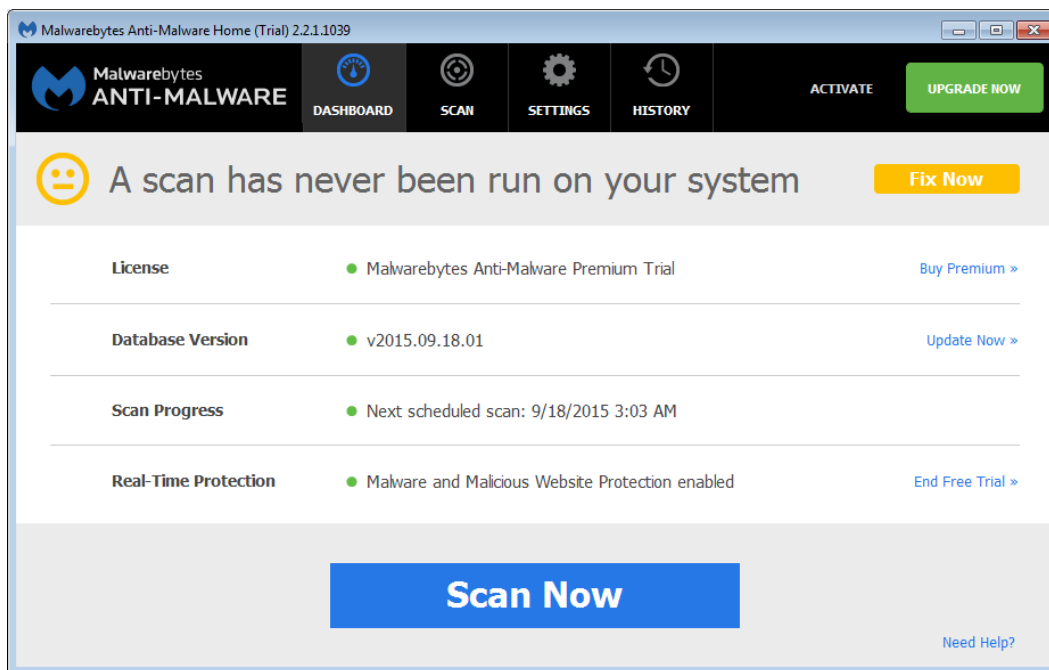 Malwarebytes Anti-Malware Home (Trial) 2.2.1.1039
Malwarebytes
ANTI-MALWARE
DASHBOARD
SCAN
SETTINGS
HISTORY
ACTIVATE
UPGRADE NOW
A scan has never been run on your system
Fix Now
License
Malwarebytes Anti-Malware Premium Trial
Buy Premium »
Database Version
v2015.09.18.01
Update Now »
Scan Progress
Next scheduled scan: 9/18/2015 3:03 AM
Real-Time Protection
Malware and Malicious Website Protection enabled
End Free Trial »
Scan Now
Need Help?